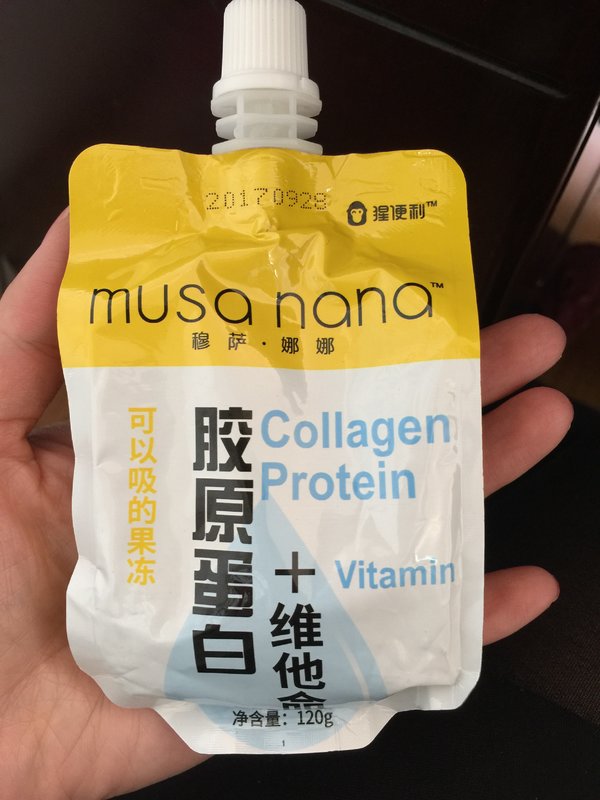 20170928
猩便利™
musa nana™
穆萨·娜娜
可以吸的果冻
胶原蛋白
Collagen
Protein
+维他命
Vitamin
净含量：120g